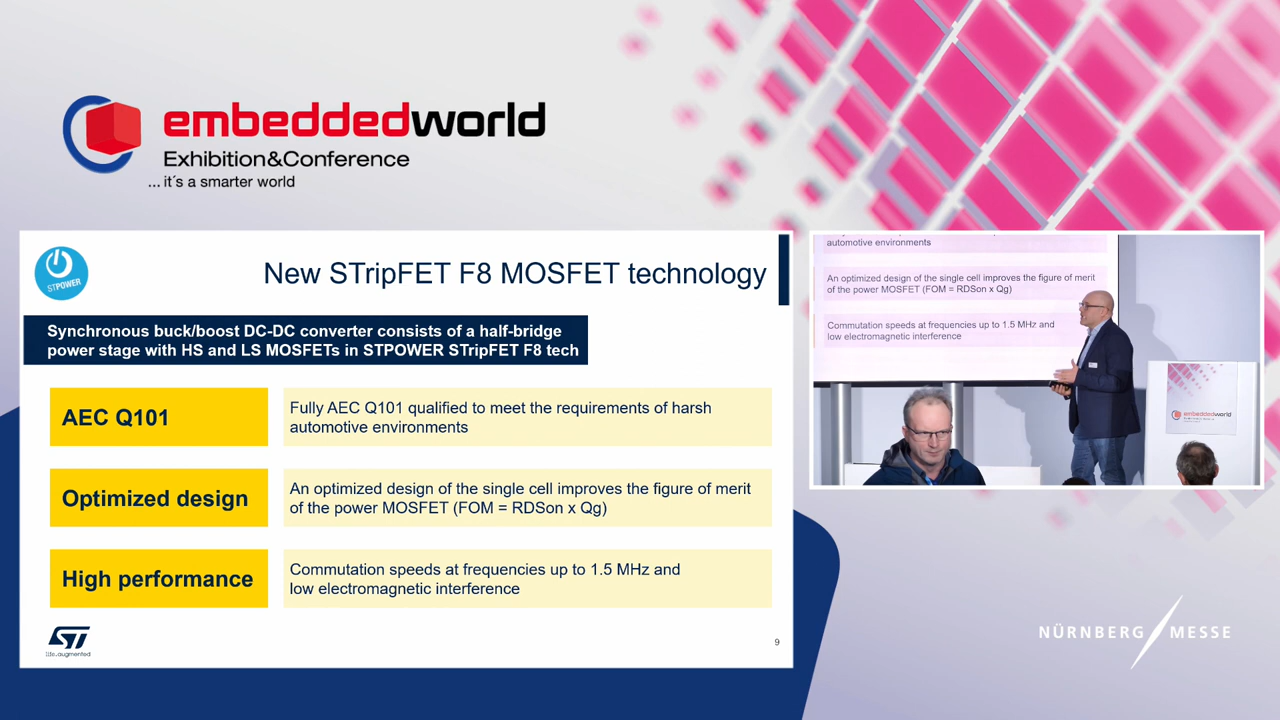 embeddedworld
Exhibition&Conference
... it´s a smarter world
STPOWER
New STripFET F8 MOSFET technology
Synchronous buck/boost DC-DC converter consists of a half-bridge
power stage with HS and LS MOSFETs in STPOWER STripFET F8 tech
AEC Q101
Fully AEC Q101 qualified to meet the requirements of harsh
automotive environments
Optimized design
An optimized design of the single cell improves the figure of merit
of the power MOSFET (FOM = RDSon x Qg)
High performance
Commutation speeds at frequencies up to 1.5 MHz and
low electromagnetic interference
ST
life.augmented
9
automotive environments
An optimized design of the single cell improves the figure of merit
of the power MOSFET (FOM = RDSon x Qg)
Commutation speeds at frequencies up to 1.5 MHz and
low electromagnetic interference
embeddedworld
NÜRNBERG MESSE